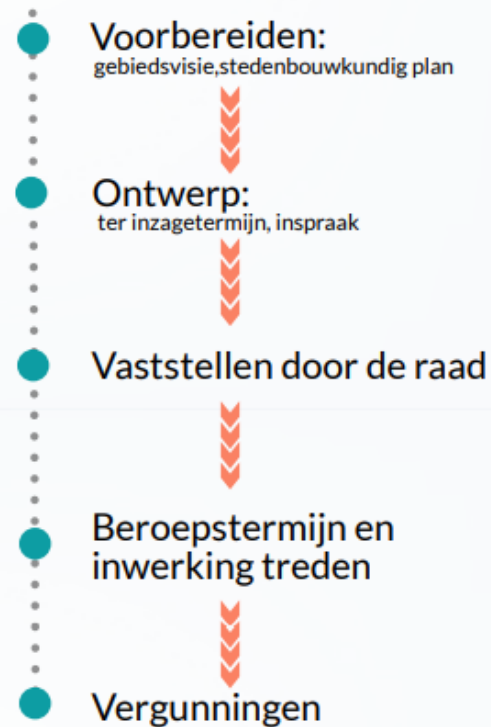 Voorbereiden:
gebiedsvisie,stedenbouwkundig plan
Ontwerp:
ter inzagetermijn, inspraak
Vaststellen door de raad
Beroepstermijn en
inwerking treden
Vergunningen